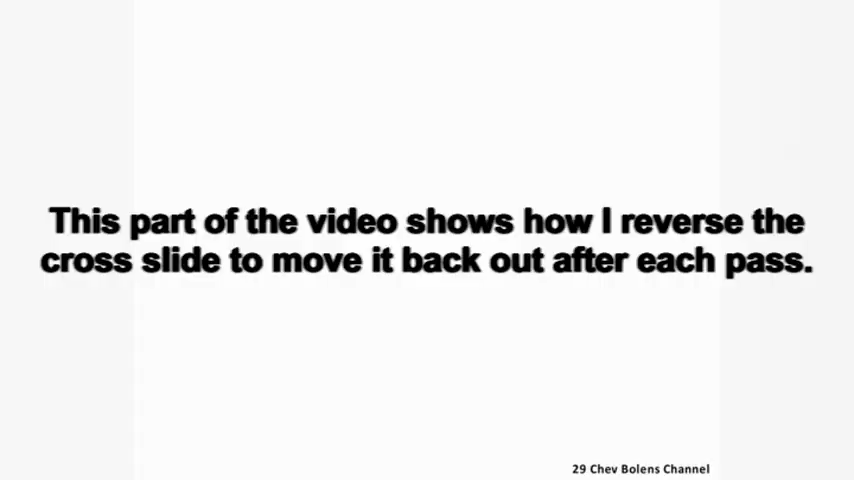 This part of the video shows how I reverse the
cross slide to move it back out after each pass.
29 Chev Bolens Channel